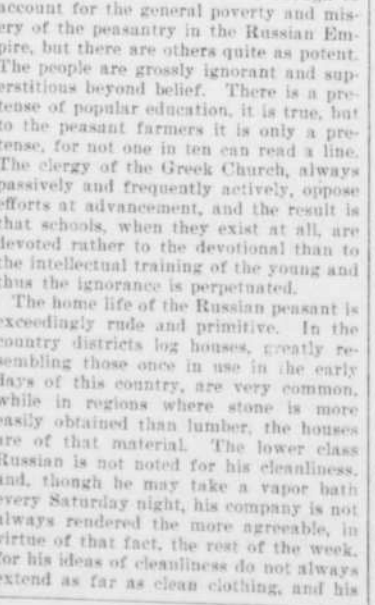 account for the general poverty and mis-
ery of the peasantry in the Russian Em-
pire, but there are others quite as potent.
The people are grossly ignorant and sup-
erstitious beyond belief. There is a pre-
tense of popular education, it is true, but
to the peasant farmers it is only a pre-
tense, for not one in ten can read a line.
The clergy of the Greek Church, always
passively and frequently actively, oppose
efforts at advancement, and the result is
that schools, when they exist at all, are
devoted rather to the devotional than to
the intellectual training of the young and
thus the ignorance is perpetuated.
The home life of the Russian peasant is
exceedingly rude and primitive. In the
country districts log houses, greatly re-
sembling those once in use in the early
days of this country, are very common,
while in regions where stone is more
easily obtained than lumber, the houses
are of that material. The lower class
Russian is not noted for his cleanliness,
and, though he may take a vapor bath
every Saturday night, his company is not
always rendered the more agreeable, in
virtue of that fact, the rest of the week,
for his ideas of cleanliness do not always
extend as far as clean clothing, and his